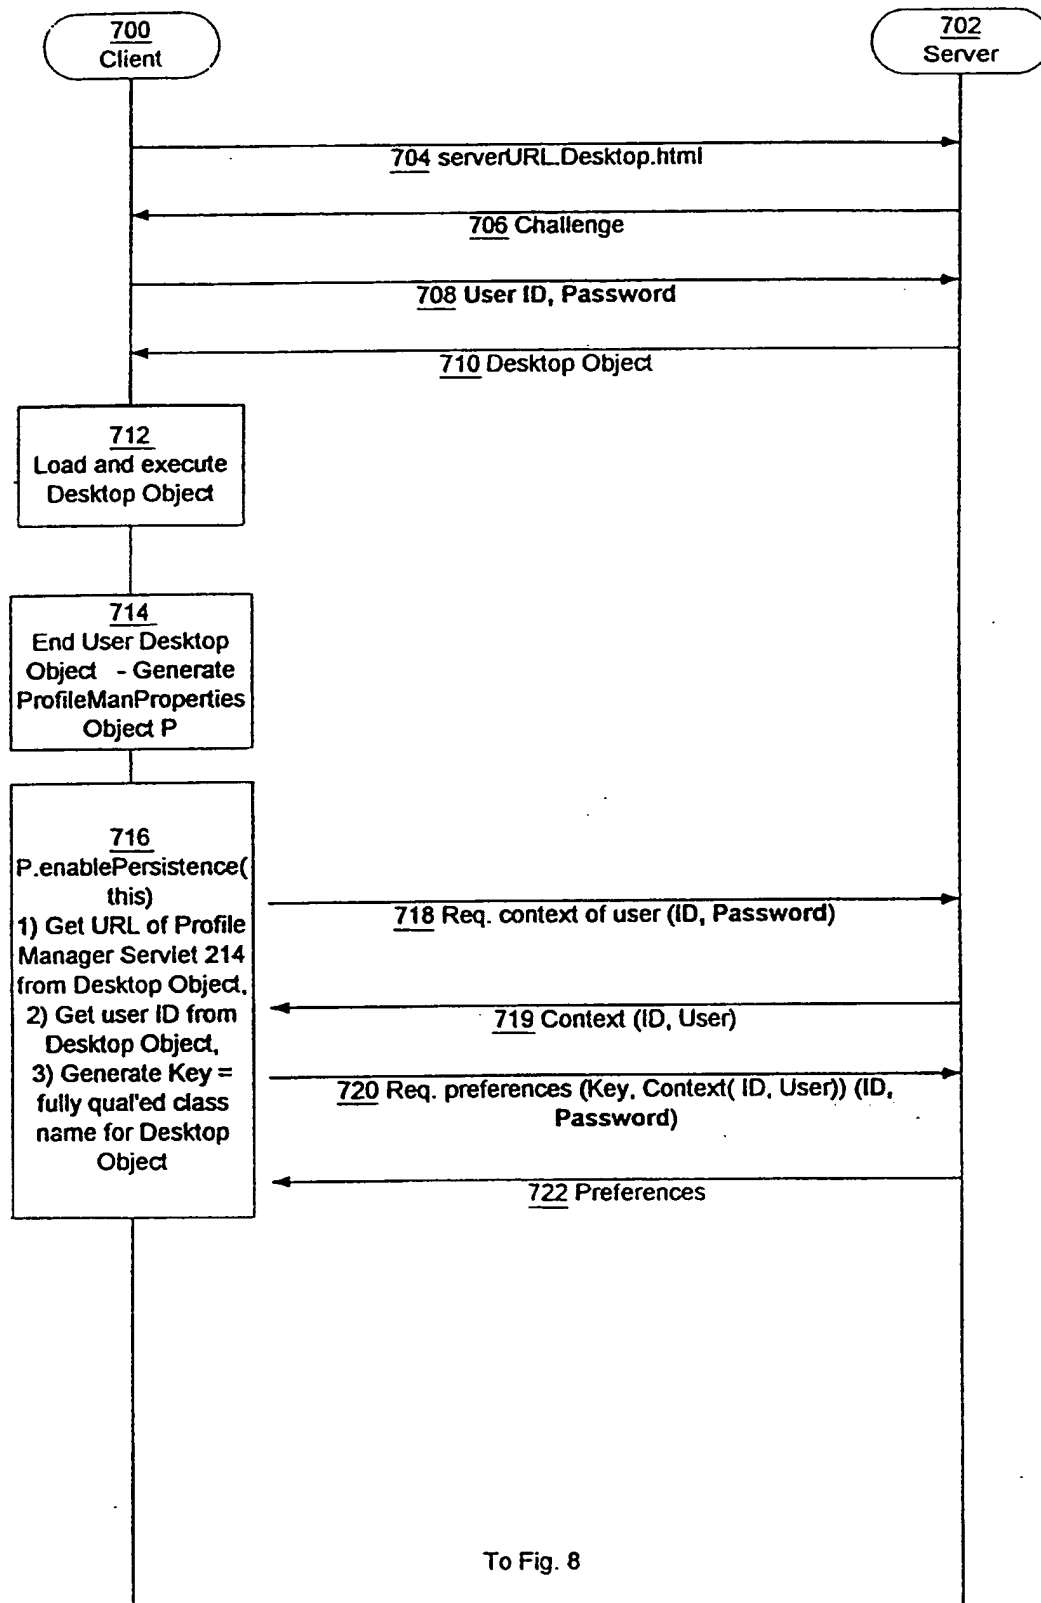 700
Client
702
Server
704 serverURL.Desktop.html
706 Challenge
708 User ID, Password
710 Desktop Object
712
Load and execute
Desktop Object
714
End User Desktop
Object - Generate
ProfileManProperties
Object P
716
P.enablePersistence(
this)
1) Get URL of Profile
Manager Servlet 214
from Desktop Object,
2) Get user ID from
Desktop Object,
3) Generate Key =
fully qual'ed class
name for Desktop
Object
718 Req. context of user (ID, Password)
719 Context (ID, User)
720 Req. preferences (Key, Context( ID, User)) (ID,
Password)
722 Preferences
To Fig. 8